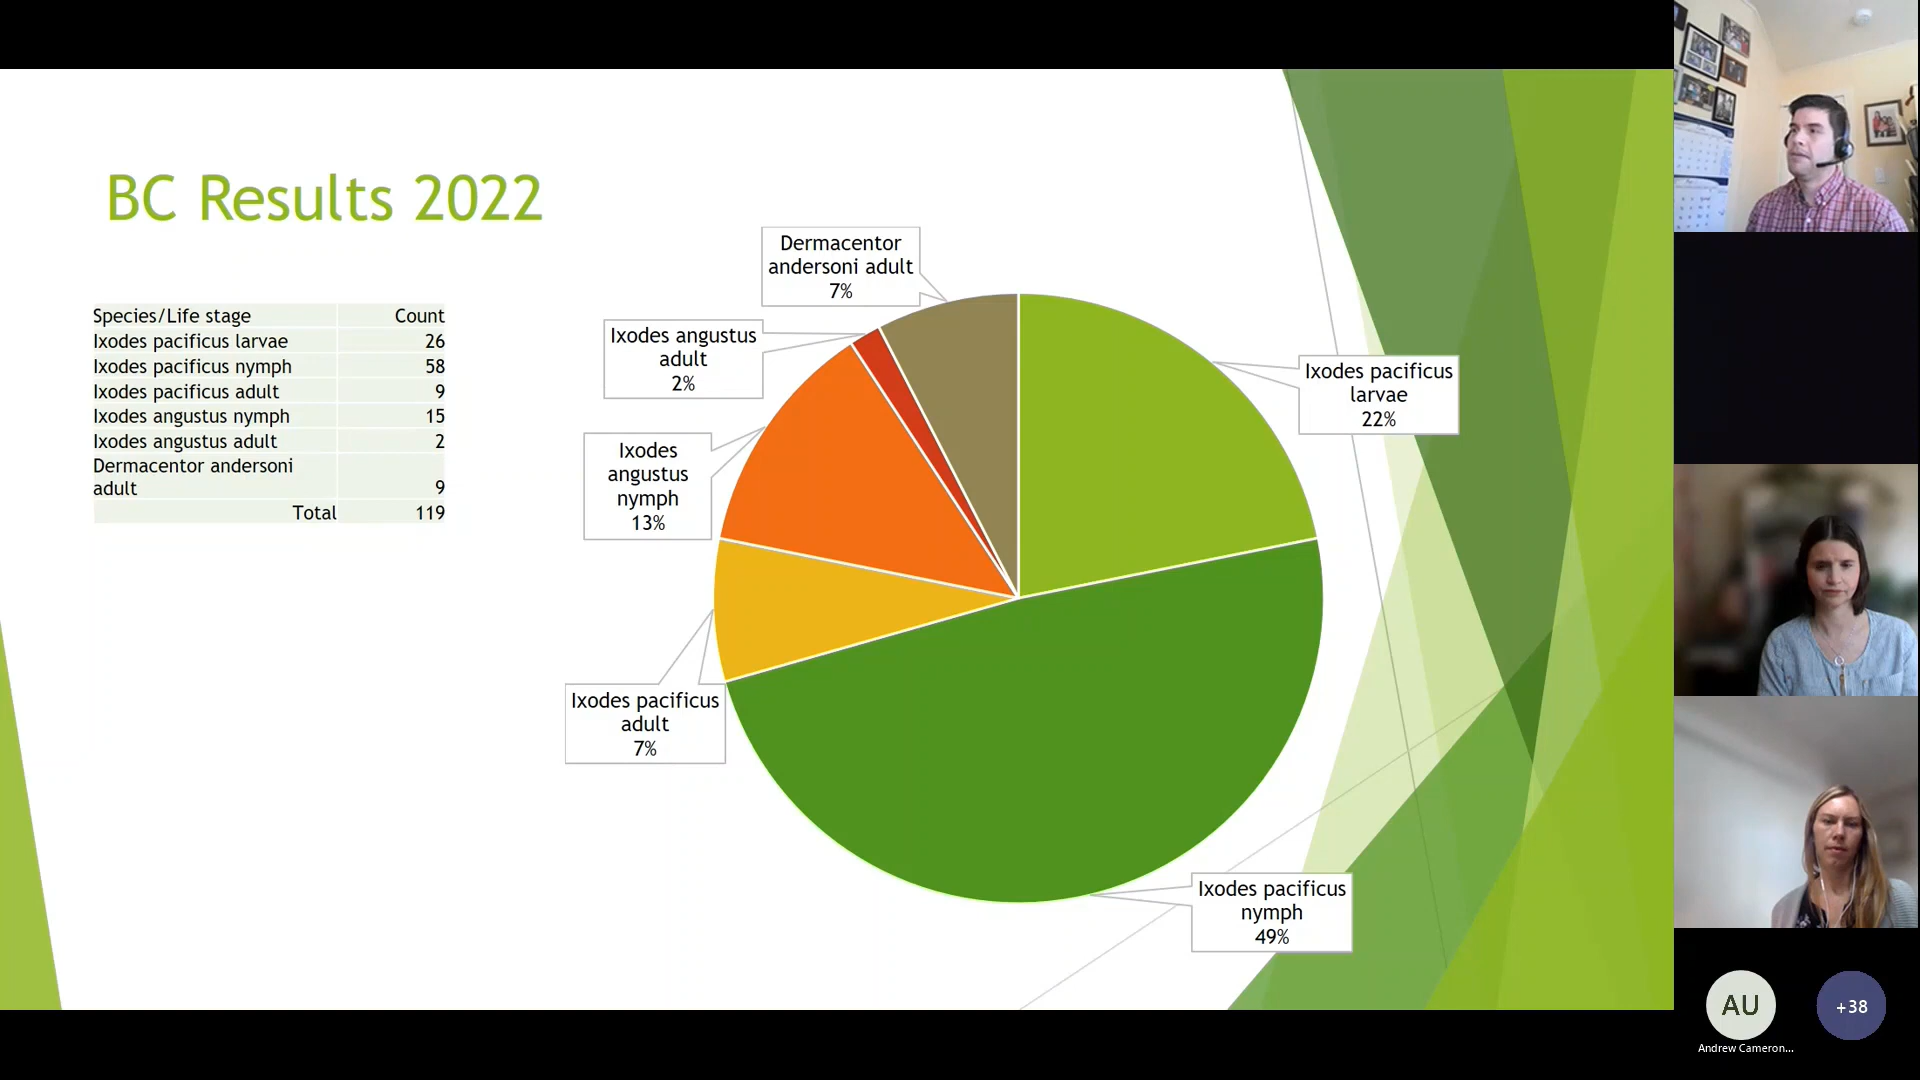 BC Results 2022
Species/Life stage Count
Ixodes pacificus larvae 26
Ixodes pacificus nymph 58
Ixodes pacificus adult 9
Ixodes angustus nymph 15
Ixodes angustus adult 2
Dermacentor andersoni
adult 9
Total 119
Dermacentor
andersoni adult
7%
Ixodes angustus
adult
2%
Ixodes
angustus
nymph
13%
Ixodes pacificus
adult
7%
Ixodes pacificus
larvae
22%
Ixodes pacificus
nymph
49%
AU
Andrew Cameron...
+38